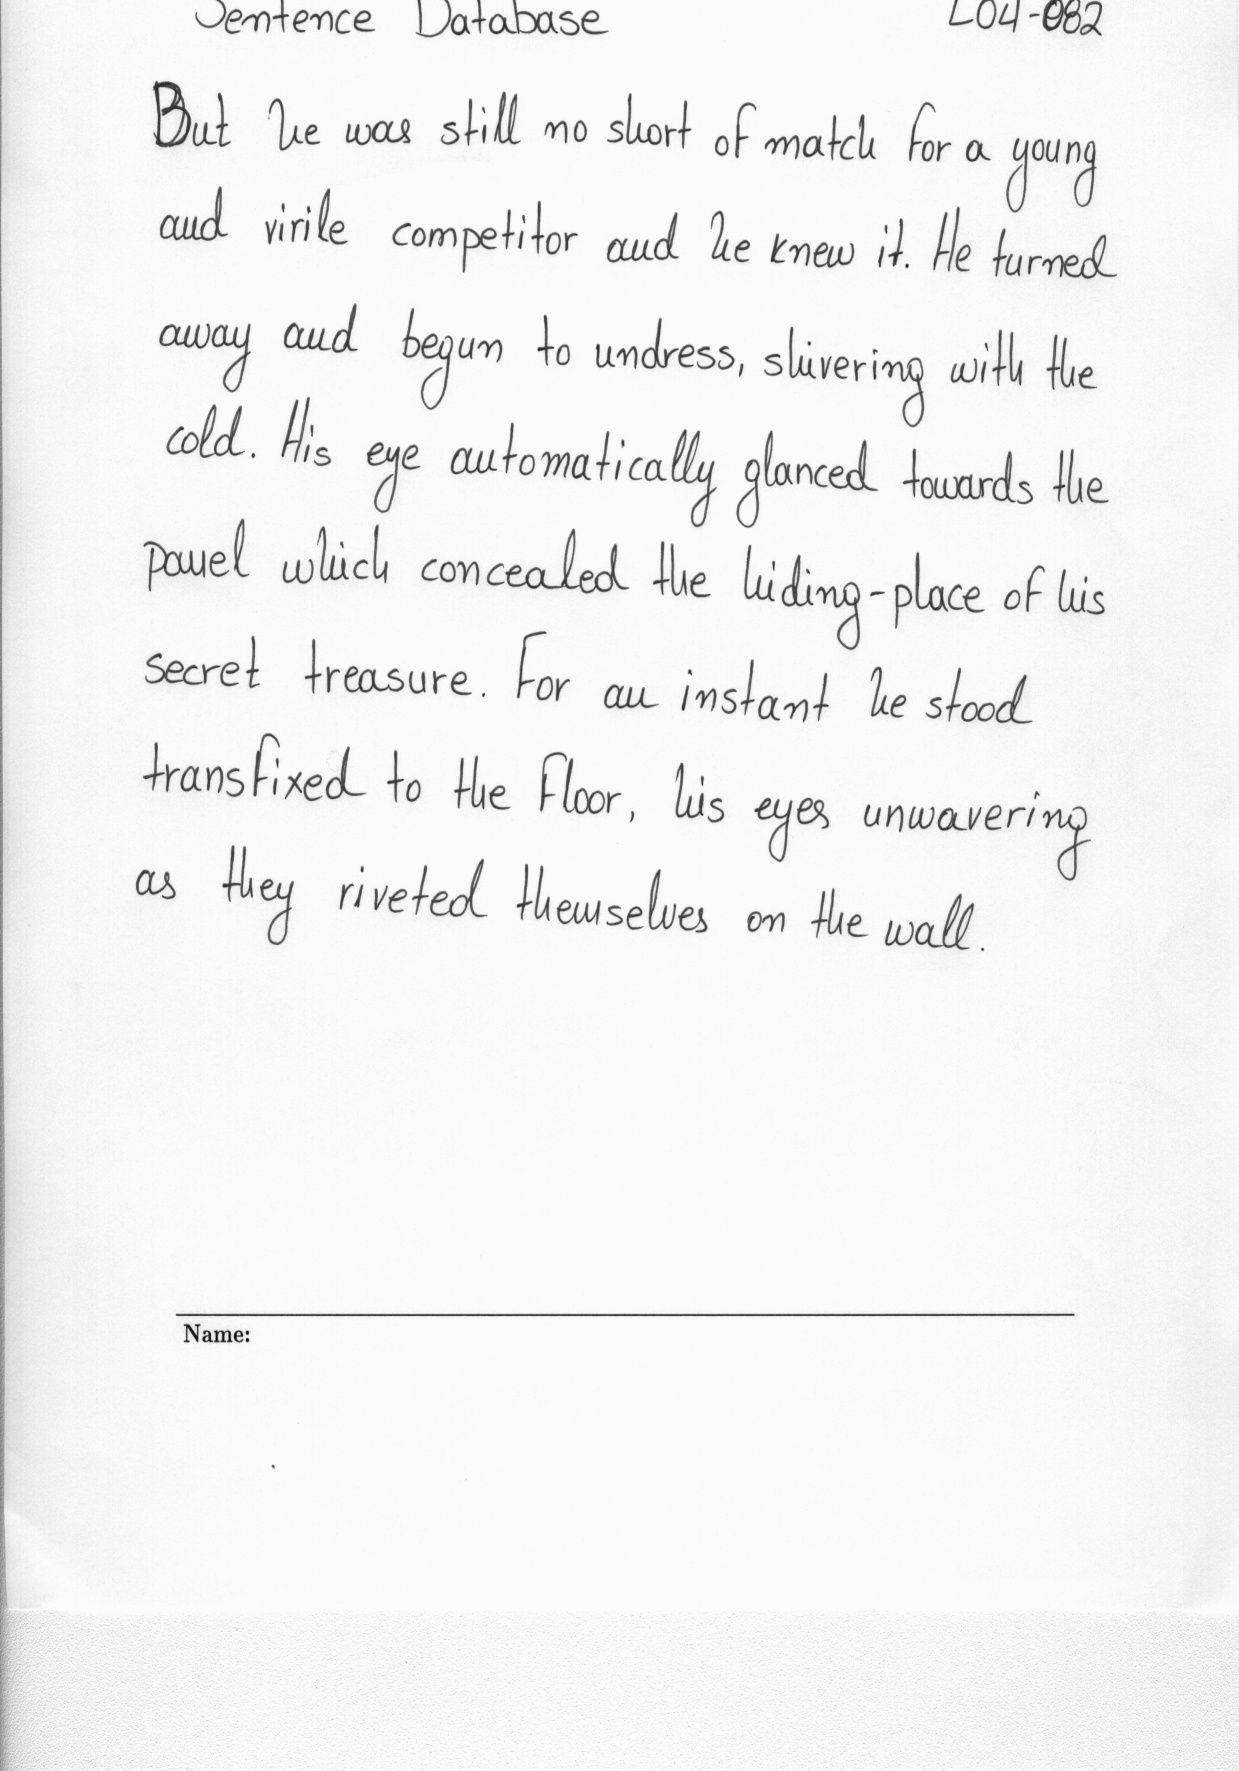 Sentence Database L04-082
But he was still no short of match for a young
and virile competitor and he knew it. He turned
away and begun to undress, shivering with the
cold. His eye automatically glanced towards the
panel which concealed the hiding-place of his
secret treasure. For an instant he stood
transfixed to the floor, his eyes unwavering
as they riveted themselves on the wall.
Name: